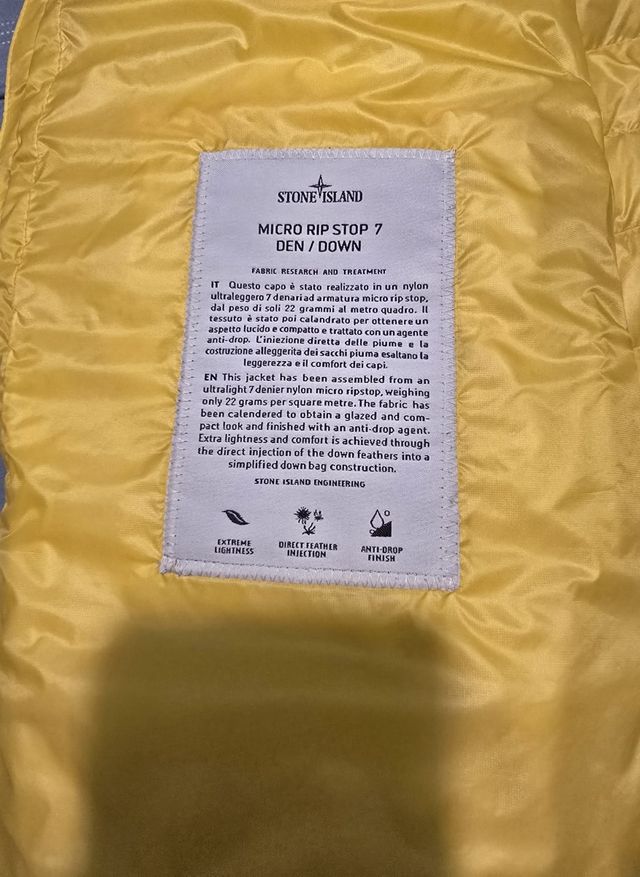 STONE ISLAND
MICRO RIP STOP 7
DEN / DOWN
FABRIC RESEARCH AND TREATMENT
IT Questo capo è stato realizzato in un nylon
ultraleggero 7 denari ad armatura micro rip stop,
dal peso di soli 22 grammi al metro quadro. Il
tessuto è stato poi calandrato per ottenere un
aspetto lucido e compatto e trattato con un agente
anti-drop. L'iniezione diretta delle piume e la
costruzione alleggerita dei sacchi piuma esaltano la
leggerezza e il comfort dei capi.
EN This jacket has been assembled from an
ultralight 7 denier nylon micro ripstop, weighing
only 22 grams per square metre. The fabric has
been calendered to obtain a glazed and com-
pact look and finished with an anti-drop agent.
Extra lightness and comfort is achieved through
the direct injection of the down feathers into a
simplified down bag construction.
STONE ISLAND ENGINEERING
EXTREME
LIGHTNESS
DIRECT FEATHER
INJECTION
ANTI-DROP
FINISH